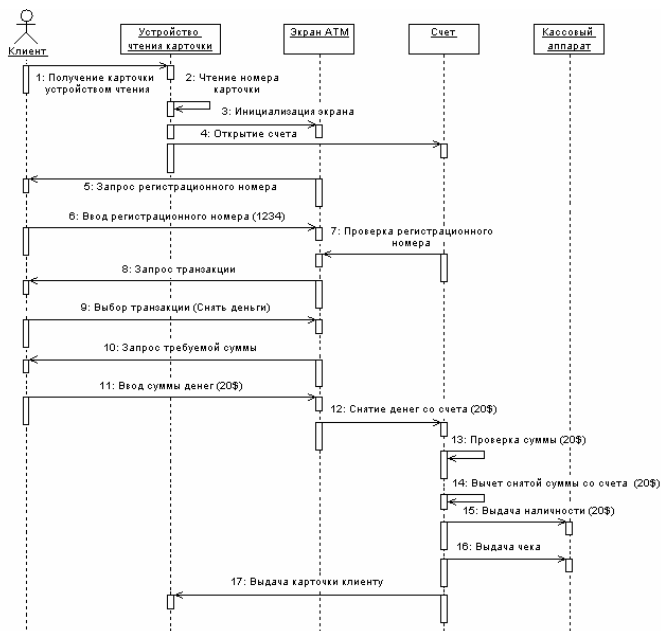 Устройство
чтения карточки
Экран АТМ
Счет
Кассовый
аппарат
Клиент
1: Получение карточки
устройством чтения
2: Чтение номера
карточки
3: Инициализация экрана
4: Открытие счета
5: Запрос регистрационного номера
6: Ввод регистрационного номера (1234)
7: Проверка регистрационного
номера
8: Запрос транзакции
9: Выбор транзакции (Снять деньги)
10: Запрос требуемой суммы
11: Ввод суммы денег (20$)
12: Снятие денег со счета (20$)
13: Проверка суммы (20$)
14: Вычет снятой суммы со счета (20$)
15: Выдача наличности (20$)
16: Выдача чека
17: Выдача карточки клиенту